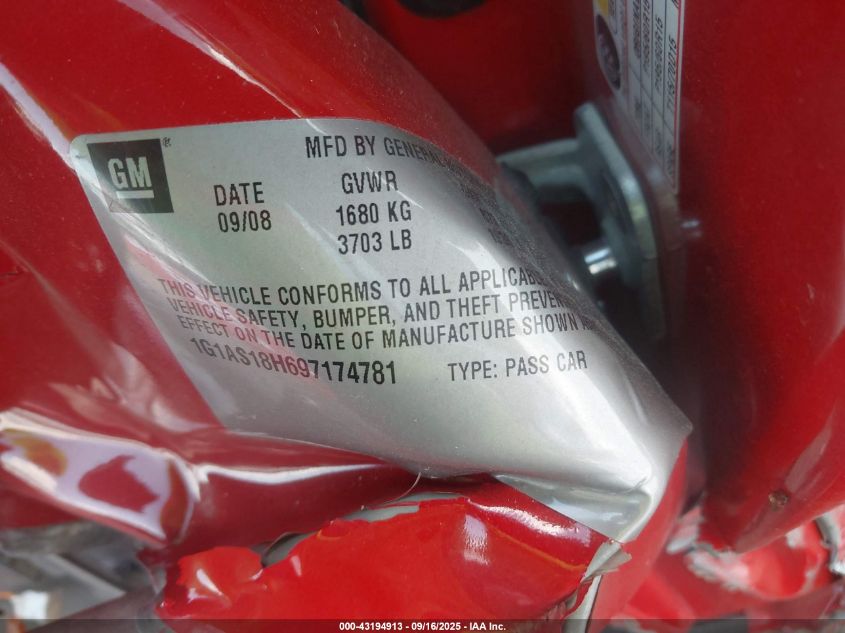 GM
MFD BY GENERAL
DATE GVWR
09/08 1680 KG
3703 LB
THIS VEHICLE CONFORMS TO ALL
VEHICLE SAFETY, BUMPER, AND THEFT
EFFECT ON THE DATE OF MANUFACTURE SHOWN
1G1AS18H697174781 TYPE: PASS CAR
000-43194913 - 09/16/2025 - IAA Inc.